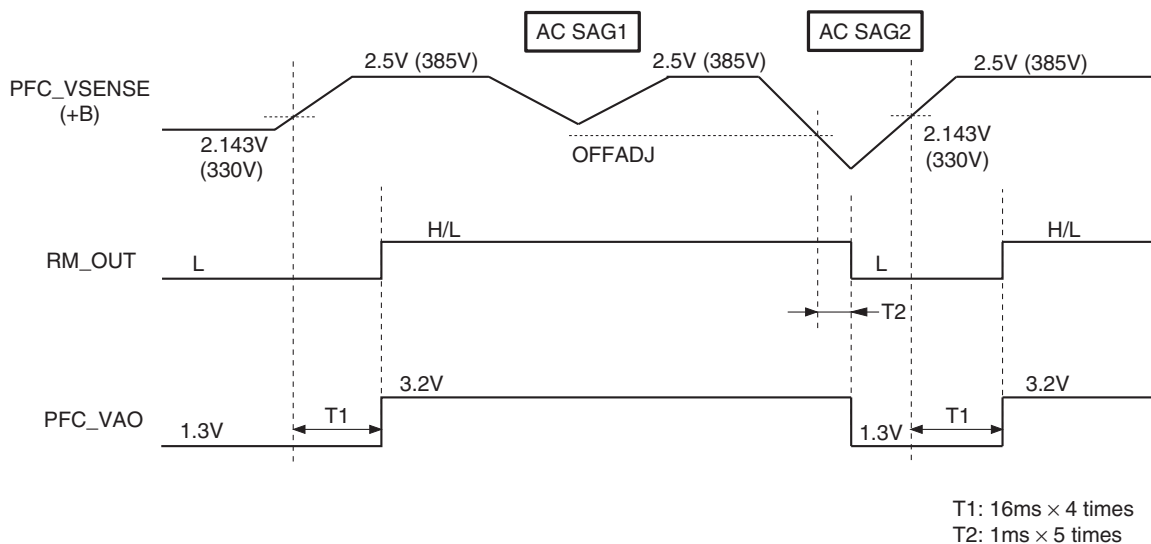 AC SAG1
AC SAG2
2.5V (385V)
2.5V (385V)
2.5V (385V)
PFC_VSENSE
(+B)
2.143V
(330V)
OFFADJ
2.143V
(330V)
H/L
H/L
RM_OUT
L
L
T2
3.2V
3.2V
PFC_VAO
1.3V
T1
1.3V
T1
T1: 16ms × 4 times
T2: 1ms × 5 times